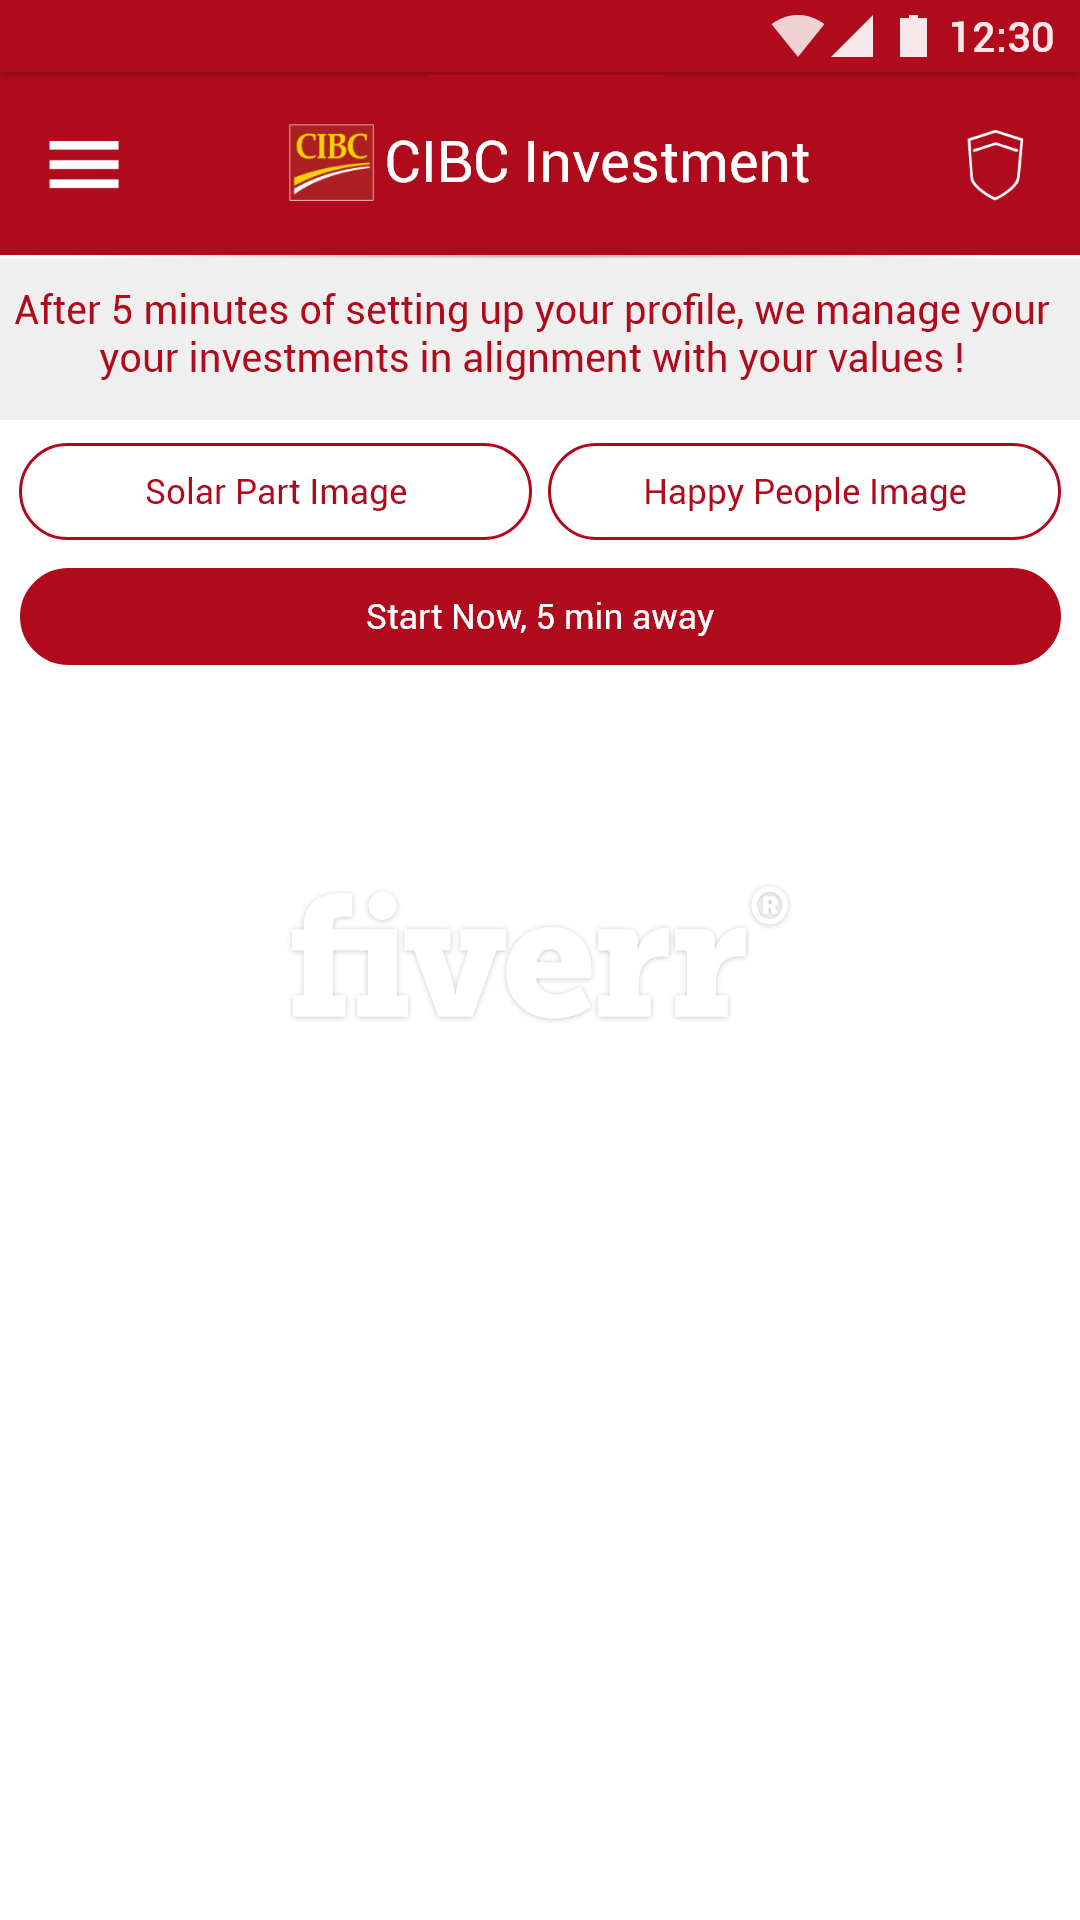 12:30
CIBC CIBC Investment
After 5 minutes of setting up your profile, we manage your
your investments in alignment with your values !
Solar Part Image
Happy People Image
Start Now, 5 min away
fiverr®